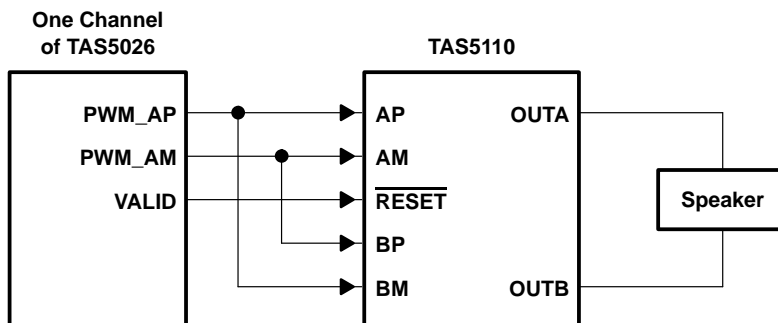 One Channel
of TAS5026
TAS5110
PWM_AP
AP
OUTA
PWM_AM
AM
VALID
RESET
Speaker
BP
BM
OUTB